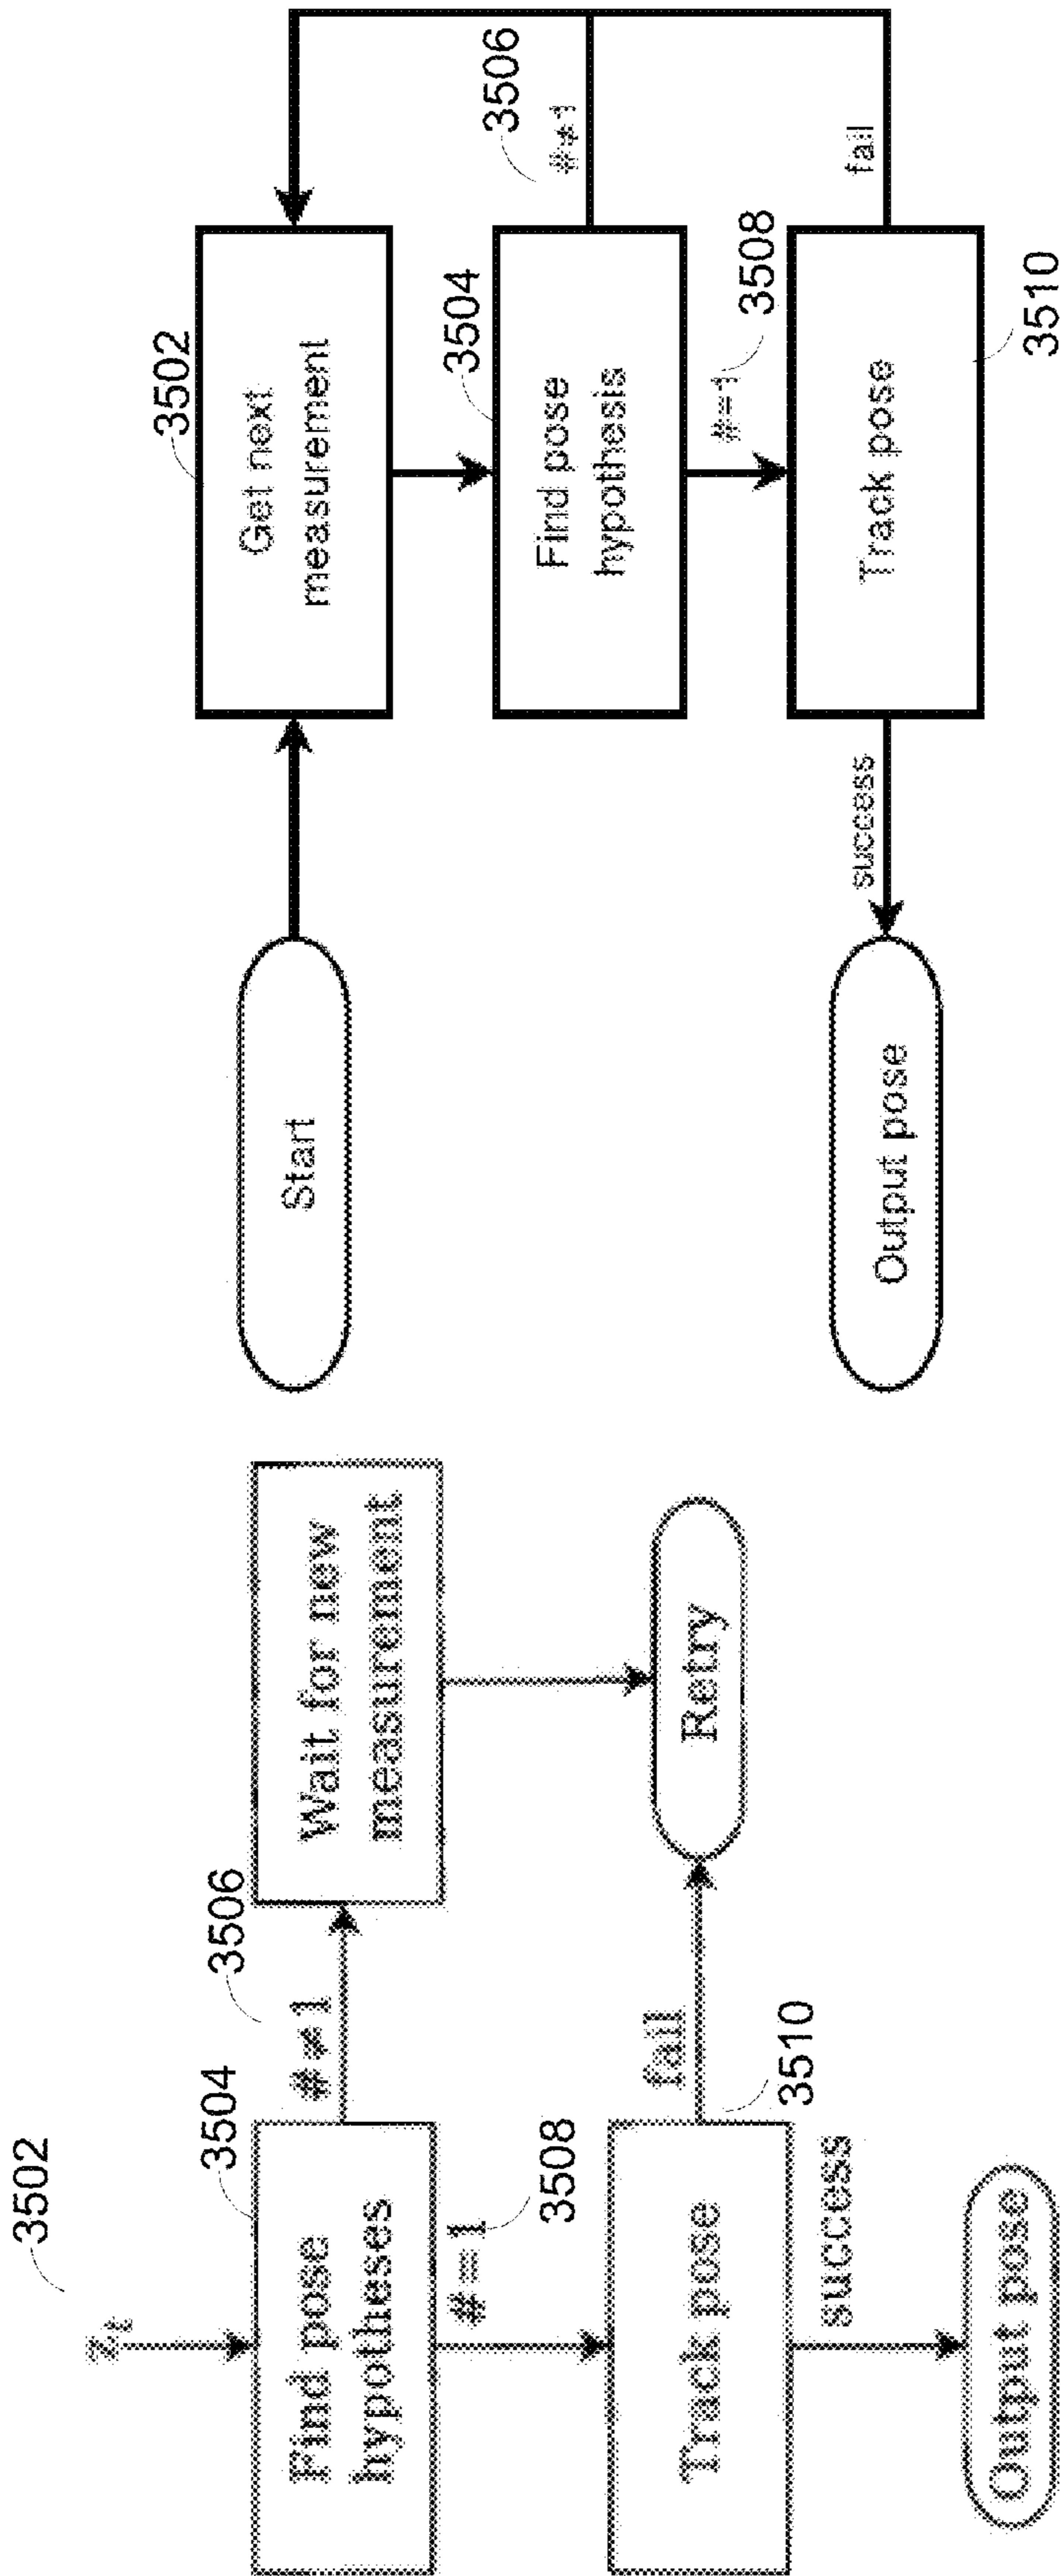 3502
z_t
3504
Find pose
hypotheses
# ≠ 1
3506
Wait for new
measurement
#=1
3508
Track pose
3510
fail
Retry
success
Output pose
Start
3502
Get next
measurement
3504
Find pose
hypothesis
3506
#≠1
#=1
3508
Track pose
3510
fail
success
Output pose